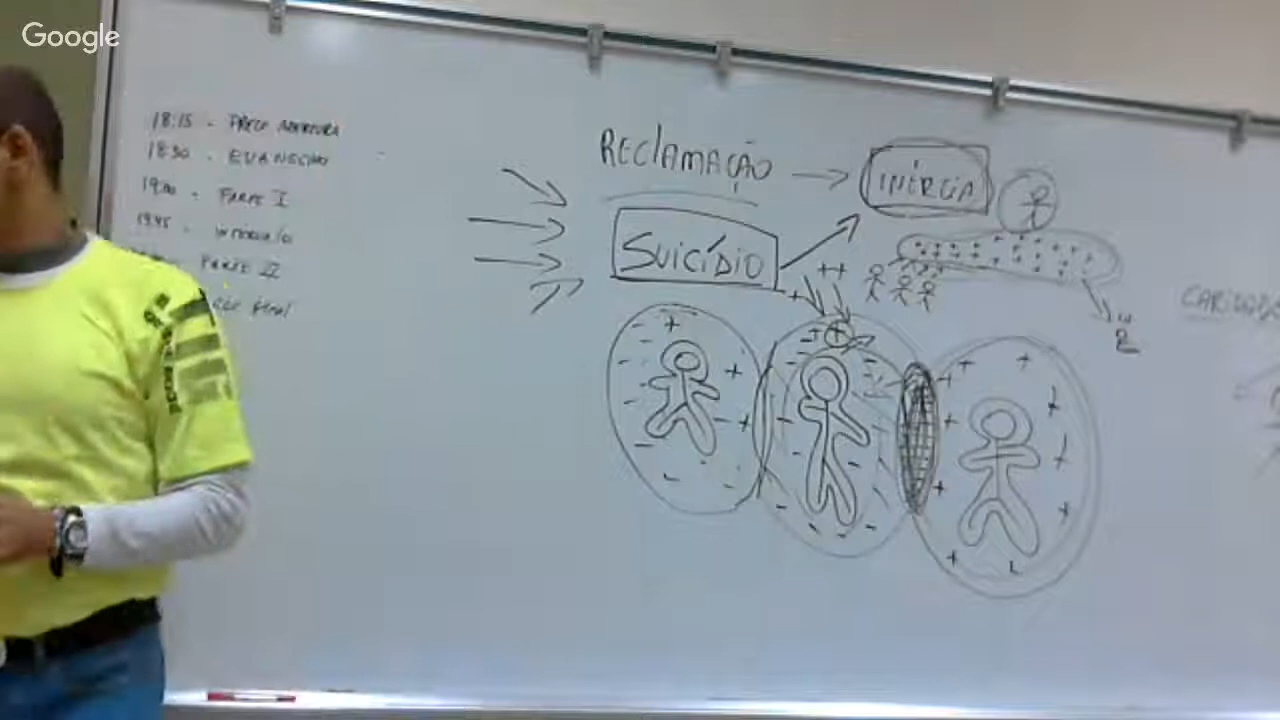 Google
18:15 - PRECE ABERTURA
18:30 - EVANGELHO
19:00 - PARTE I
19:45 - INTERVALO
PARTE II
FINAL
RECLAMAÇÃO
INÉRCIA
SUICÍDIO